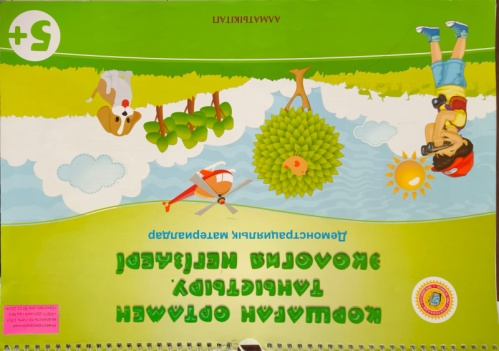 ҚОРШАҒАН ОРТАМЕН
ТАНЫСТЫРУ
ЭКОЛОГИЯ НЕГІЗДЕРІ
Демонстрациялық материалдар
5+
АЛМАТЫКІТАП